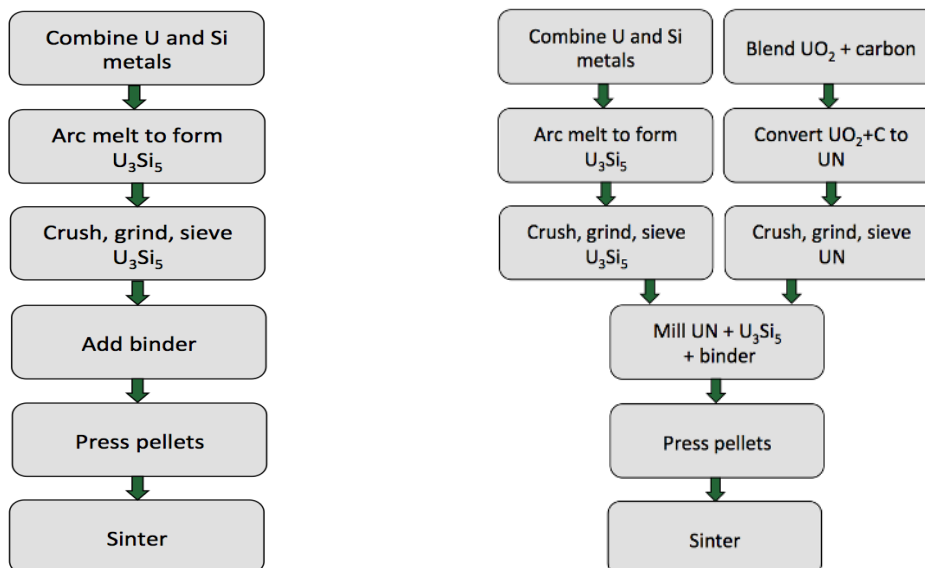 Combine U and Si
metals
Arc melt to form
U₃Si₅
Crush, grind, sieve
U₃Si₅
Add binder
Press pellets
Sinter
Combine U and Si
metals
Arc melt to form
U₃Si₅
Crush, grind, sieve
U₃Si₅
Blend UO₂ + carbon
Convert UO₂+C to
UN
Crush, grind, sieve
UN
Mill UN + U₃Si₅
+ binder
Press pellets
Sinter